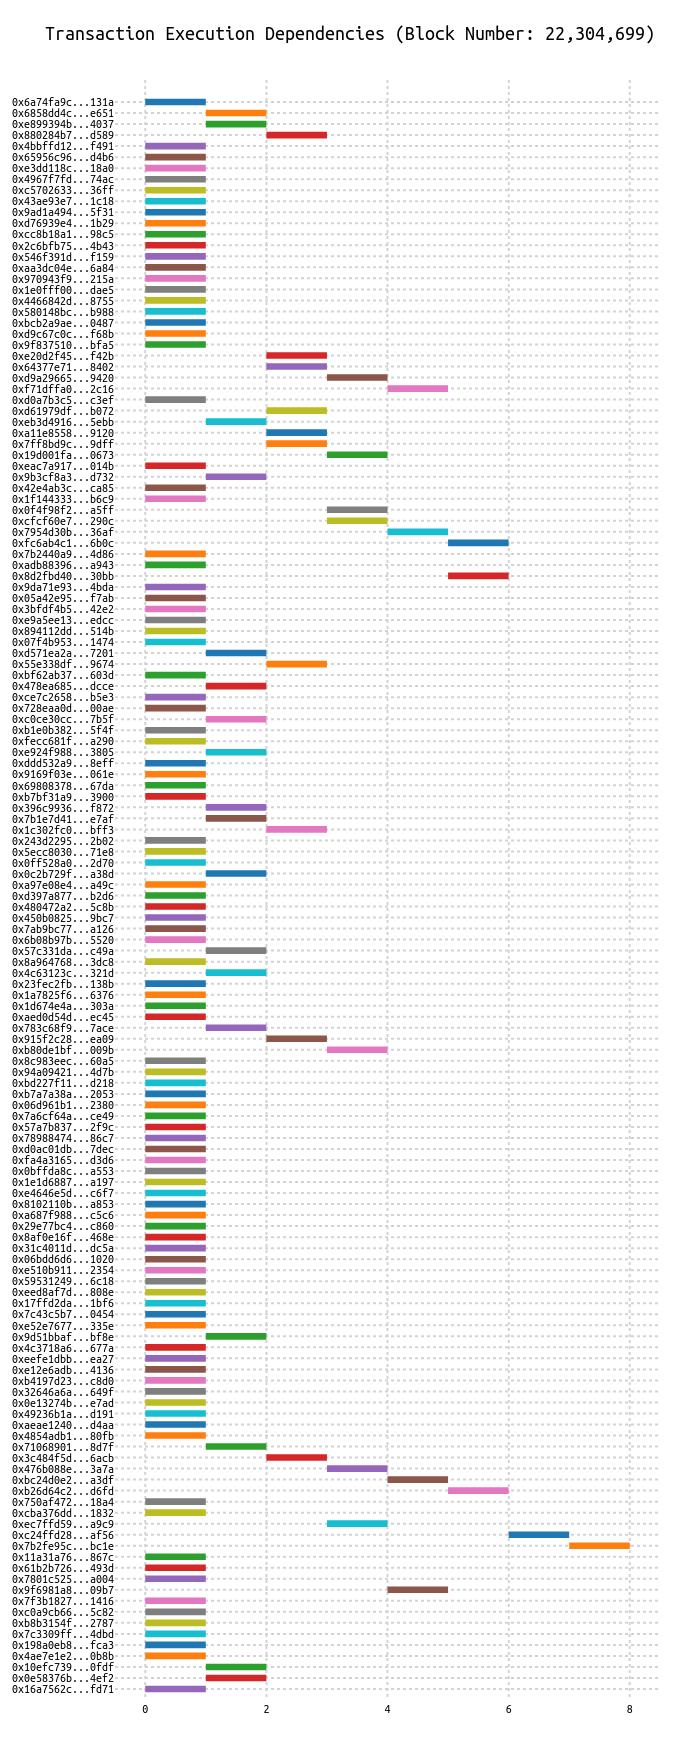 Transaction Execution Dependencies (Block Number: 22,304,699)
0x6a74fa9c...131a
0x6858dd4c...e651
0xe899394b...4037
0x880284b7...d589
0x4bbffd12...f491
0x65956c96...d4b6
0xe3dd118c...18a0
0x4967f7fd...74ac
0xc5702633...36ff
0x43ae93e7...1c18
0x9ad1a494...5f31
0xd76939e4...1b29
0xcc8b18a1...98c5
0x2c6bfb75...4b43
0x546f391d...f159
0xaa3dc04e...6a84
0x970943f9...215a
0x1e0fff00...dae5
0x4466842d...8755
0x580148bc...b988
0xbcb2a9ae...0487
0xd9c67c0c...f68b
0x9f837510...bfa5
0xe20d2f45...f42b
0x64377e71...8402
0xd9a29665...9420
0xf71dffa0...2c16
0xd0a7b3c5...c3ef
0xd61979df...b072
0xeb3d4916...5ebb
0xa11e8558...9120
0x7ff8bd9c...9dff
0x19d001fa...0673
0xeac7a917...014b
0x9b3cf8a3...d732
0x42e4ab3c...ca85
0x1f144333...b6c9
0x0f4f98f2...a5ff
0xcfcf60e7...290c
0x7954d30b...36af
0xfc6ab4c1...6b0c
0x7b2440a9...4d86
0xadb88396...a943
0x8d2fbd40...30bb
0x9da71e93...4bda
0x05a42e95...f7ab
0x3bfdf4b5...42e2
0xe9a5ee13...edcc
0x894112dd...514b
0x07f4b953...1474
0xd571ea2a...7201
0x55e338df...9674
0xbf62ab37...603d
0x478ea685...dcce
0xce7c2658...b5e3
0x728eaa0d...00ae
0xc0ce30cc...7b5f
0xb1e0b382...5f4f
0xfecc681f...a290
0xe924f988...3805
0xddd532a9...8eff
0x9169f03e...061e
0x69808378...67da
0xb7bf31a9...3900
0x396c9936...f872
0x7b1e7d41...e7af
0x1c302fc0...bff3
0x243d2295...2b02
0x5ecc8030...71e8
0x0ff528a0...2d70
0x0c2b729f...a38d
0xa97e08e4...a49c
0xd397a877...b2d6
0x480472a2...5c8b
0x450b0825...9bc7
0x7ab9bc77...a126
0x6b08b97b...5520
0x57c331da...c49a
0x8a964768...3dc8
0x4c63123c...321d
0x23fec2fb...138b
0x1a7825f6...6376
0x1d674e4a...303a
0xaed0d54d...ec45
0x783c68f9...7ace
0x915f2c28...ea09
0xb80de1bf...009b
0x8c983eec...60a5
0x94a09421...4d7b
0xbd227f11...d218
0xb7a7a38a...2053
0x06d961b1...2380
0x7a6cf64a...ce49
0x57a7b837...2f9c
0x78988474...86c7
0xd0ac01db...7dec
0xfa4a3165...d3d6
0x0bffda8c...a553
0x1e1d6887...a197
0xe4646e5d...c6f7
0x8102110b...a853
0xa687f988...c5c6
0x29e77bc4...c860
0x8af0e16f...468e
0x31c4011d...dc5a
0x06bdd6d6...1020
0xe510b911...2354
0x59531249...6c18
0xeed8af7d...808e
0x17ffd2da...1bf6
0x7c43c5b7...0454
0xe52e7677...335e
0x9d51bbaf...bf8e
0x4c3718a6...677a
0xeefe1dbb...ea27
0xe12e6adb...4136
0xb4197d23...c8d0
0x32646a6a...649f
0x0e13274b...e7ad
0x49236b1a...d191
0xaeae1240...d4aa
0x4854adb1...80fb
0x71068901...8d7f
0x3c484f5d...6acb
0x476b088e...3a7a
0xbc24d0e2...a3df
0xb26d64c2...d6fd
0x750af472...18a4
0xcba376dd...1832
0xec7ffd59...a9c9
0xc24ffd28...af56
0x7b2fe95c...bc1e
0x11a31a76...867c
0x61b2b726...493d
0x7801c525...a004
0x9f6981a8...09b7
0x7f3b1827...1416
0xc0a9cb66...5c82
0xb8b3154f...2787
0x7c3309ff...4dbd
0x198a0eb8...fca3
0x4ae7e1e2...0b8b
0x10efc739...0fdf
0x0e58376b...4ef2
0x16a7562c...fd71
0 2 4 6 8